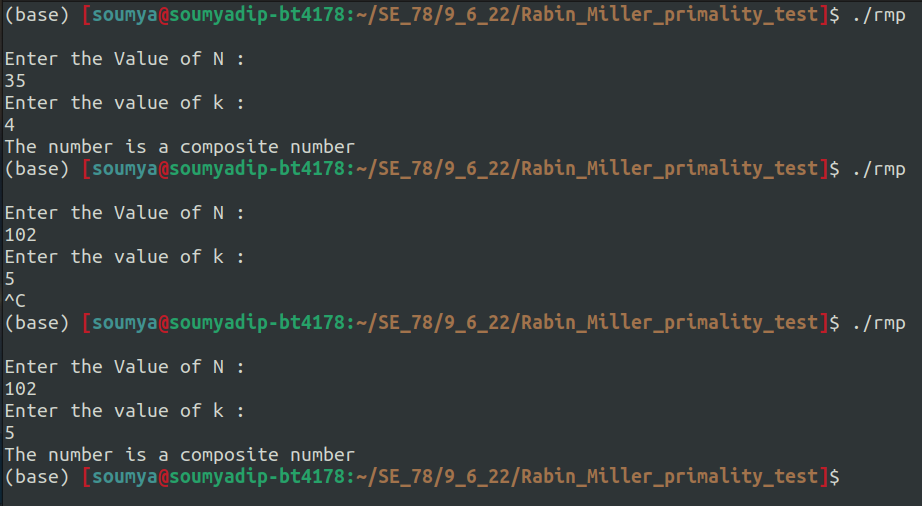 (base) [soumya@soumyadip-bt4178:~/SE_78/9_6_22/Rabin_Miller_primality_test]$ ./rmp
Enter the Value of N :
35
Enter the value of k :
4
The number is a composite number
(base) [soumya@soumyadip-bt4178:~/SE_78/9_6_22/Rabin_Miller_primality_test]$ ./rmp
Enter the Value of N :
102
Enter the value of k :
5
^C
(base) [soumya@soumyadip-bt4178:~/SE_78/9_6_22/Rabin_Miller_primality_test]$ ./rmp
Enter the Value of N :
102
Enter the value of k :
5
The number is a composite number
(base) [soumya@soumyadip-bt4178:~/SE_78/9_6_22/Rabin_Miller_primality_test]$